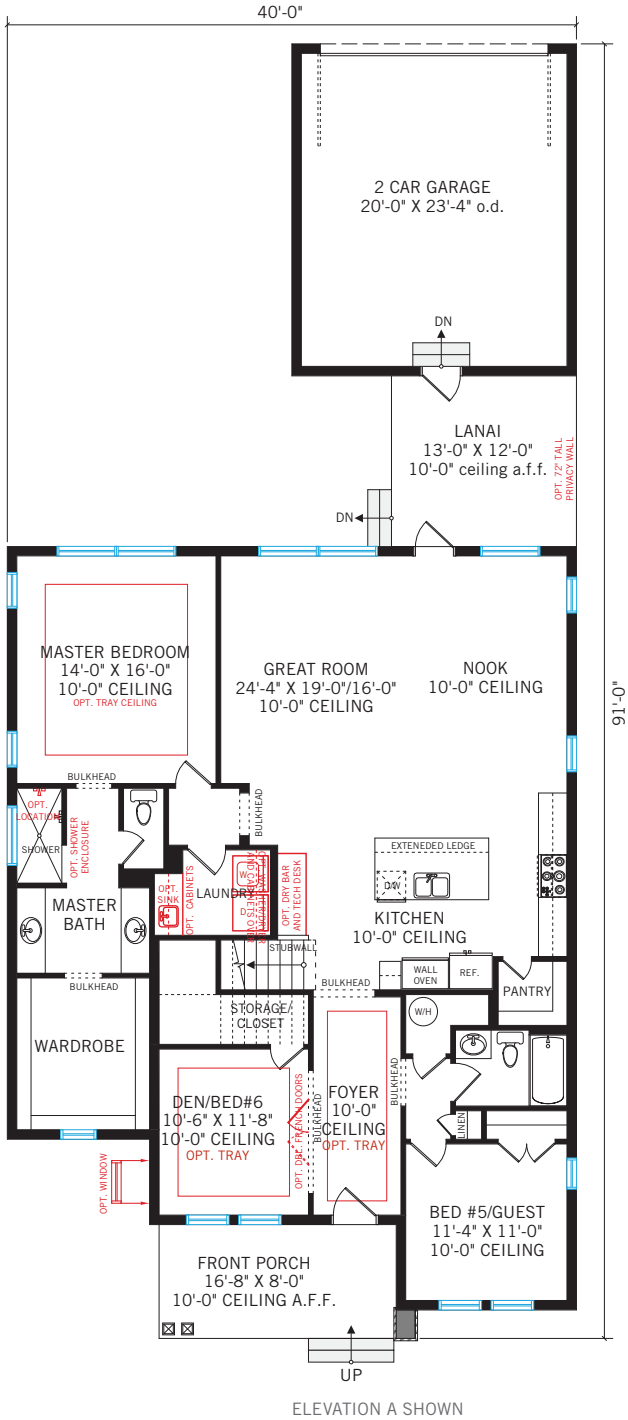 40'-0"
2 CAR GARAGE
20'-0" X 23'-4" o.d.
DN
LANAI
13'-0" X 12'-0"
10'-0" ceiling a.f.f.
OPT. 72" TALL
PRIVACY WALL
DN
91'-0"
MASTER BEDROOM
14'-0" X 16'-0"
10'-0" CEILING
OPT. TRAY CEILING
GREAT ROOM
24'-4" X 19'-0"/16'-0"
10'-0" CEILING
NOOK
10'-0" CEILING
BULKHEAD
BULKHEAD
OPT.
LOCATION
SHOWER
OPT. SHOWER
ENCLOSURE
EXTENEDED LEDGE
D/W
KITCHEN
10'-0" CEILING
OPT.
SINK
OPT. CABINETS
LAUNDRY
W
D
OPT. DRY BAR
AND TECH DESK
MASTER
BATH
STUBWALL
WALL
OVEN
REF.
PANTRY
BULKHEAD
BULKHEAD
WARDROBE
STORAGE/
CLOSET
W/H
BULKHEAD
DEN/BED#6
10'-6" X 11'-8"
10'-0" CEILING
OPT. TRAY
OPT. DBL. FRENCH DOORS
BULKHEAD
FOYER
10'-0"
CEILING
OPT. TRAY
LINEN
OPT. WINDOW
BED #5/GUEST
11'-4" X 11'-0"
10'-0" CEILING
FRONT PORCH
16'-8" X 8'-0"
10'-0" CEILING A.F.F.
UP
ELEVATION A SHOWN